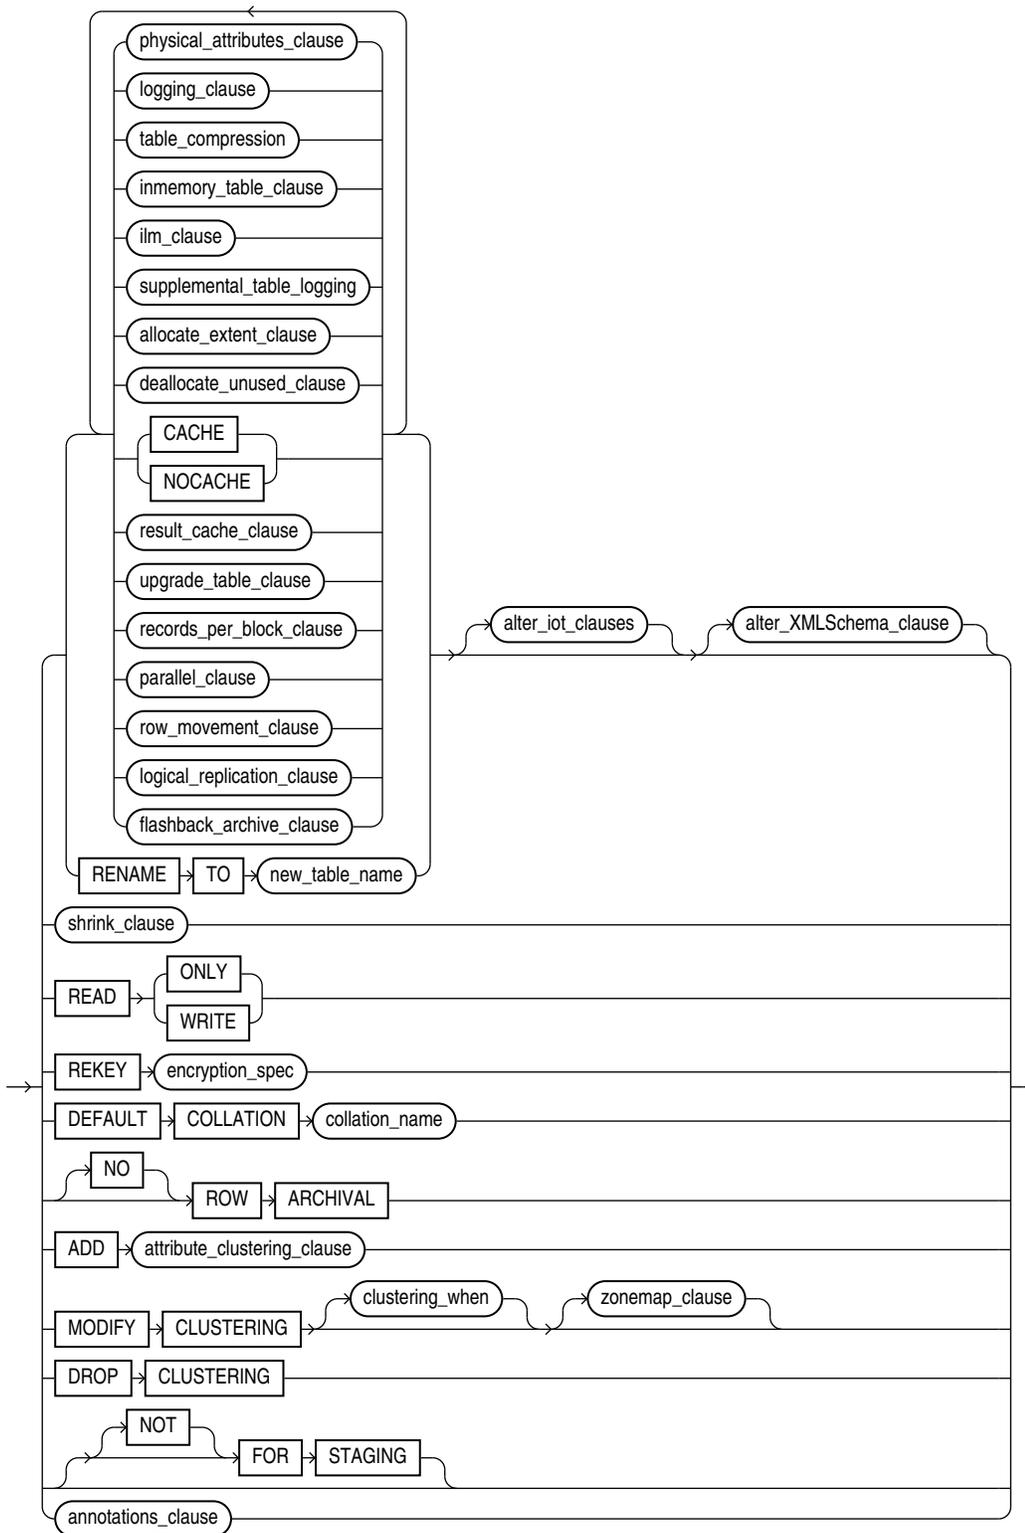 physical_attributes_clause
logging_clause
table_compression
inmemory_table_clause
ilm_clause
supplemental_table_logging
allocate_extent_clause
deallocate_unused_clause
CACHE
NOCACHE
result_cache_clause
upgrade_table_clause
records_per_block_clause
alter_iot_clauses alter_XMLSchema_clause
parallel_clause
row_movement_clause
logical_replication_clause
flashback_archive_clause
RENAME TO new_table_name
shrink_clause
ONLY
READ
WRITE
REKEY encryption_spec
DEFAULT COLLATION collation_name
NO
ROW ARCHIVAL
ADD attribute_clustering_clause
clustering_when zonemap_clause
MODIFY CLUSTERING
DROP CLUSTERING
NOT
FOR STAGING
annotations_clause